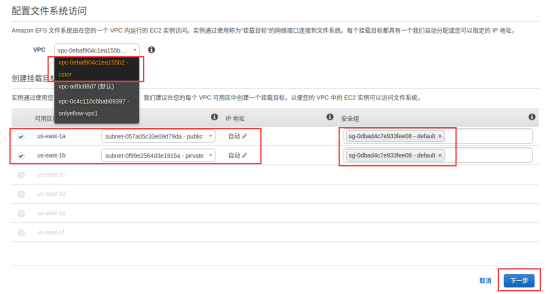 配置文件系统访问
Amazon EFS 文件系统由在您的一个 VPC 内运行的 EC2 实例访问。实例通过使用称为“挂载目标”的网络接口连接到文件系统。每个挂载目标都具有一个我们自动分配或您可以指定的 IP 地址。
VPC vpc-0ebaf904c1ea155b...
vpc-0ebaf904c1ea155b2 -
color
vpc-ad0c88d7 (默认)
vpc-0c4c110c6bab89397 -
onlyellow-vpc1
创建挂载目标
实例通过使用您 我们建议在您的每个 VPC 可用区中创建一个挂载目标，以便您的 VPC 中的 EC2 实例可以访问文件系统。
可用区 IP 地址 安全组
us-east-1a subnet-057a05c33e09d79da - public 自动 sg-0dbad4c7e933fee08 - default ×
us-east-1b subnet-0f99e2564d3e1915a - pirvate 自动 sg-0dbad4c7e933fee08 - default ×
us-east-1c
us-east-1d
us-east-1e
us-east-1f
取消 下一步